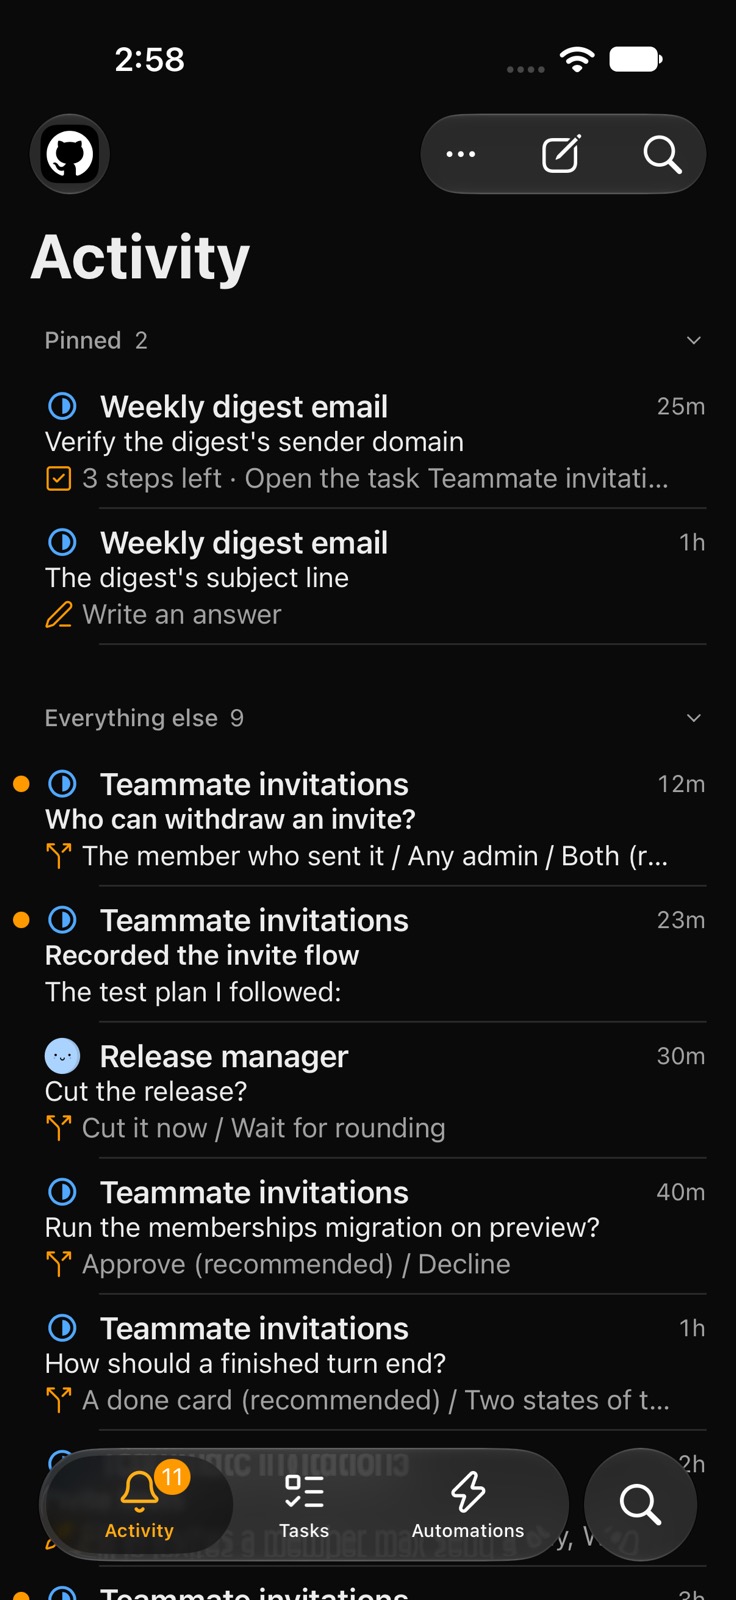 2:58
Activity
Pinned 2
Weekly digest email 25m
Verify the digest's sender domain
3 steps left · Open the task Teammate invitati...
Weekly digest email 1h
The digest's subject line
Write an answer
Everything else 9
Teammate invitations 12m
Who can withdraw an invite?
The member who sent it / Any admin / Both (r...
Teammate invitations 23m
Recorded the invite flow
The test plan I followed:
Release manager 30m
Cut the release?
Cut it now / Wait for rounding
Teammate invitations 40m
Run the memberships migration on preview?
Approve (recommended) / Decline
Teammate invitations 1h
How should a finished turn end?
A done card (recommended) / Two states of t...
2h
11
Activity
Tasks
Automations
Teammate invitations 3h